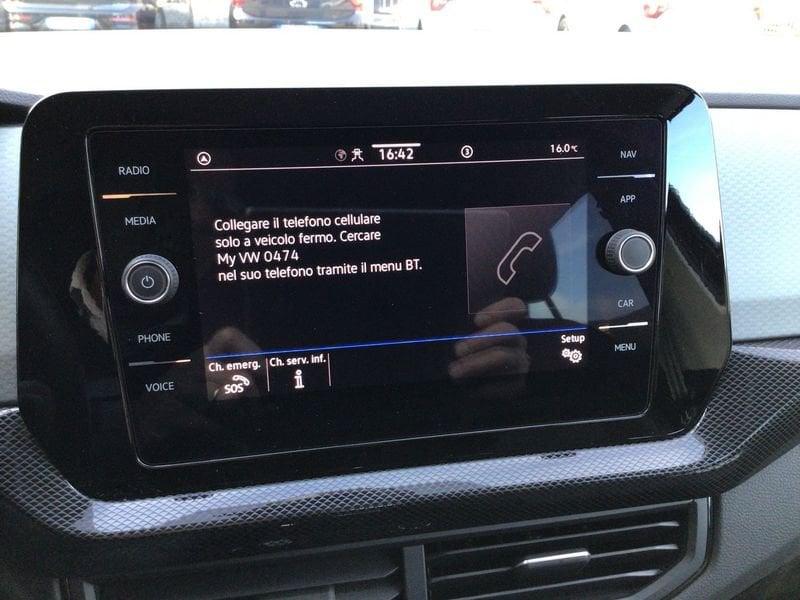 RADIO
MEDIA
PHONE
VOICE
16:42
3
16.0°C
Collegare il telefono cellulare
solo a veicolo fermo. Cercare
My VW 0474
nel suo telefono tramite il menu BT.
Ch. emerg.
SOS
Ch. serv. inf.
i
Setup
NAV
APP
CAR
MENU